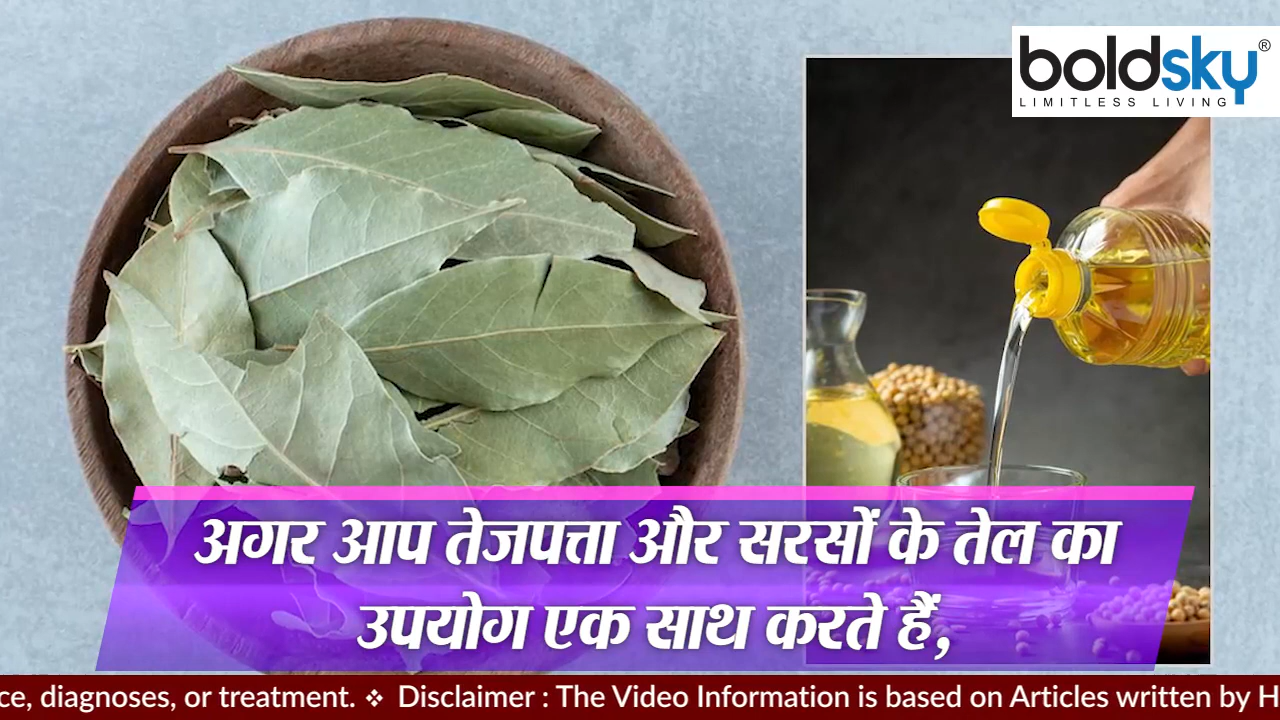 boldsky®
LIMITLESS LIVING
अगर आप तेजपत्ता और सरसों के तेल का
उपयोग एक साथ करते हैं,
ce, diagnoses, or treatment. ❖ Disclaimer : The Video Information is based on Articles written by H